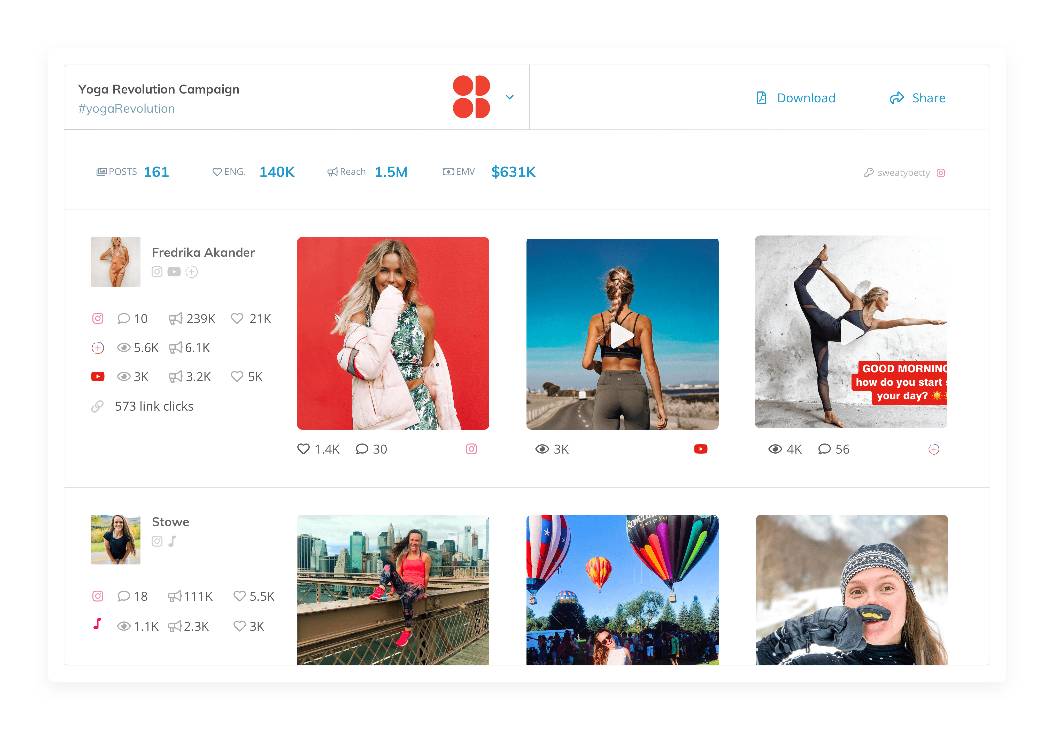 Yoga Revolution Campaign
#yogaRevolution
Download
Share
POSTS 161 ENG. 140K Reach 1.5M EMV $631K
sweatybetty
Fredrika Akander
10 239K 21K
5.6K 6.1K
3K 3.2K 5K
573 link clicks
GOOD MORNING
how do you start
your day?
1.4K 30
3K
4K 56
Stowe
18 111K 5.5K
1.1K 2.3K 3K